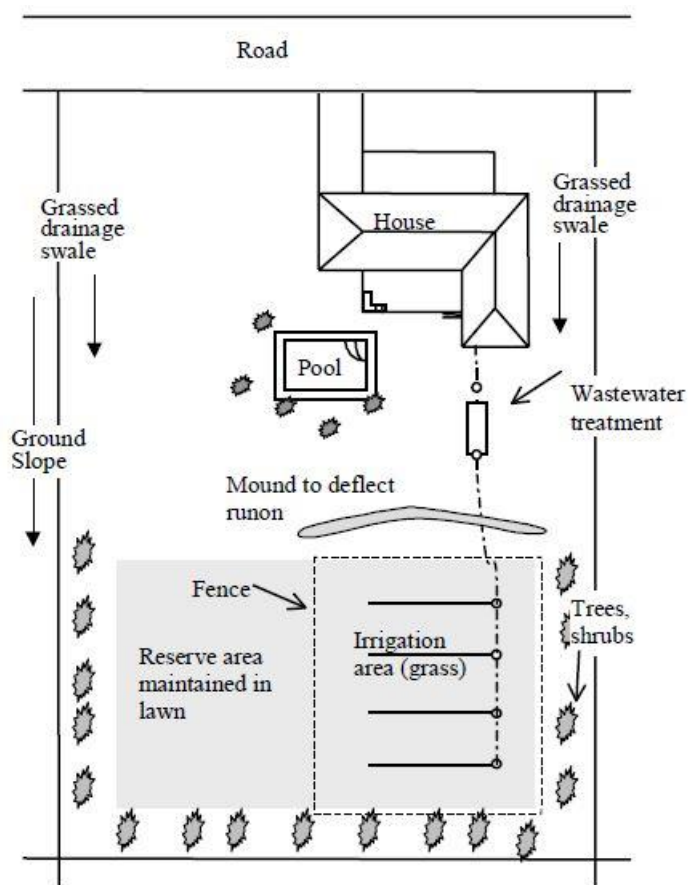 Road
Grassed
drainage
swale
House
Grassed
drainage
swale
Pool
Wastewater
treatment
Ground
Slope
Mound to deflect
runon
Fence
Trees,
shrubs
Irrigation
area (grass)
Reserve area
maintained in
lawn